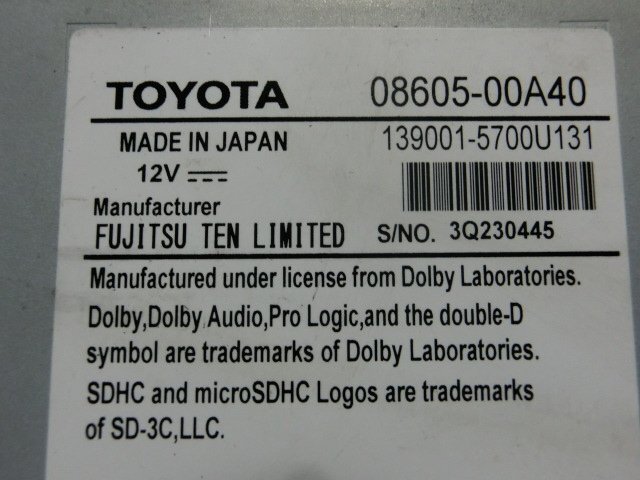 TOYOTA 08605-00A40
MADE IN JAPAN 139001-5700U131
12V
Manufacturer
FUJITSU TEN LIMITED S/NO. 3Q230445
Manufactured under license from Dolby Laboratories.
Dolby,Dolby Audio,Pro Logic,and the double-D
symbol are trademarks of Dolby Laboratories.
SDHC and microSDHC Logos are trademarks
of SD-3C,LLC.